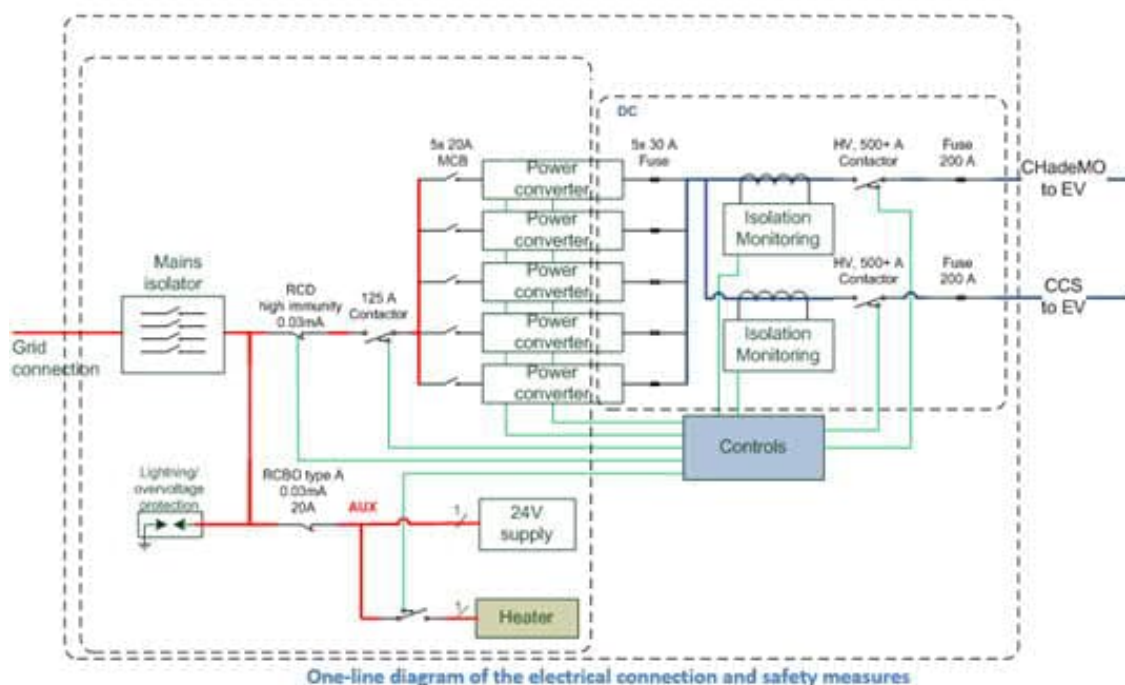 DC
5x 20A
MCB
Power
converter
5x 30 A
Fuse
HV, 500+ A
Contactor
Fuse
200 A
CHadeMO
to EV
Power
converter
Isolation
Monitoring
Mains
isolator
RCD
high immunity
0.03mA
125 A
Contactor
Power
converter
HV, 500+ A
Contactor
Fuse
200 A
CCS
to EV
Grid
connection
Power
converter
Isolation
Monitoring
Power
converter
Controls
Lightning/
overvoltage
protection
RCBO type A
0.03mA
20A
AUX
1
24V
supply
1
Heater
One-line diagram of the electrical connection and safety measures